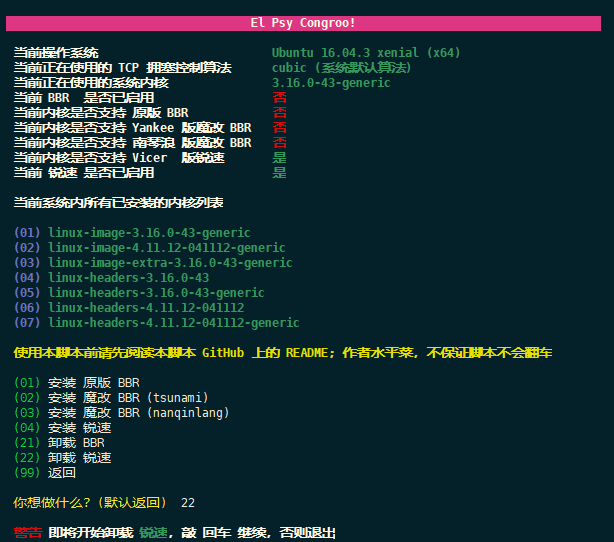 El Psy Congroo!
当前操作系统 Ubuntu 16.04.3 xenial (x64)
当前正在使用的 TCP 拥塞控制算法 cubic (系统默认算法)
当前正在使用的系统内核 3.16.0-43-generic
当前 BBR 是否已启用 否
当前内核是否支持 原版 BBR 否
当前内核是否支持 Yankee 版魔改 BBR 否
当前内核是否支持 南琴浪 版魔改 BBR 否
当前内核是否支持 Vicer 版锐速 是
当前 锐速 是否已启用 是
当前系统内所有已安装的内核列表
(01) linux-image-3.16.0-43-generic
(02) linux-image-4.11.12-041112-generic
(03) linux-image-extra-3.16.0-43-generic
(04) linux-headers-3.16.0-43
(05) linux-headers-3.16.0-43-generic
(06) linux-headers-4.11.12-041112
(07) linux-headers-4.11.12-041112-generic
使用本脚本前请先阅读本脚本 GitHub 上的 README; 作者水平菜, 不保证脚本不会翻车
(01) 安装 原版 BBR
(02) 安装 魔改 BBR (tsunami)
(03) 安装 魔改 BBR (nanqinlang)
(04) 安装 锐速
(21) 卸载 BBR
(22) 卸载 锐速
(99) 返回
你想做什么? (默认返回) 22
警告 即将开始卸载 锐速, 敲 回车 继续, 否则退出